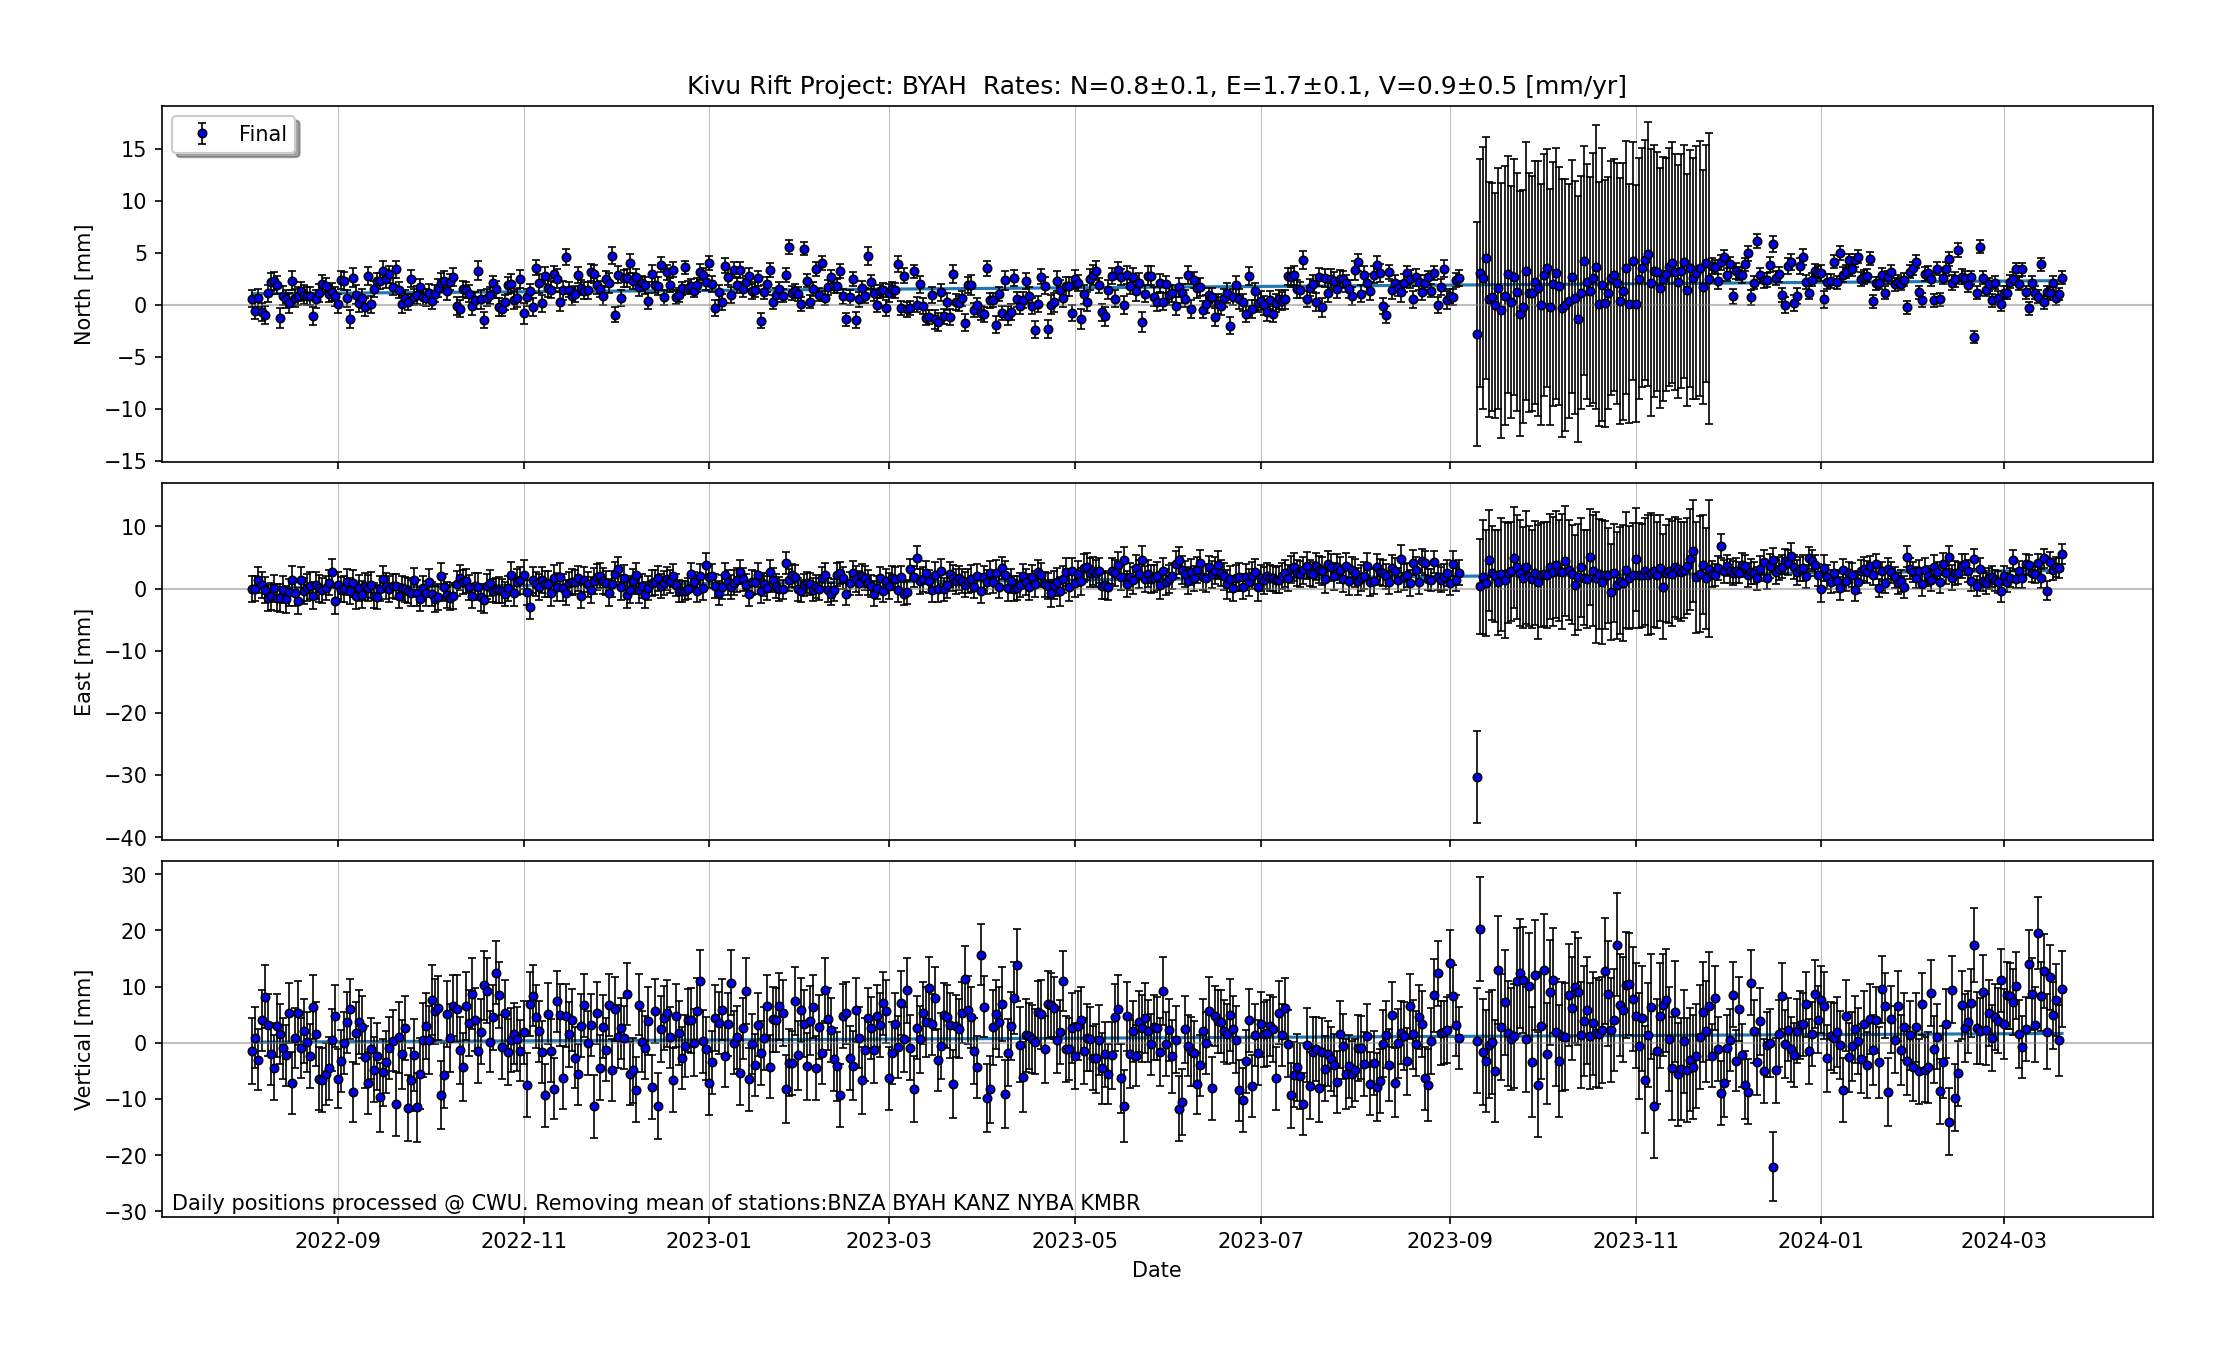 Kivu Rift Project: BYAH  Rates: N=0.8±0.1, E=1.7±0.1, V=0.9±0.5 [mm/yr]
Final
15
10
5
0
−5
−10
−15
North [mm]
10
0
−10
−20
−30
−40
East [mm]
30
20
10
0
−10
−20
−30
Vertical [mm]
Daily positions processed @ CWU. Removing mean of stations:BNZA BYAH KANZ NYBA KMBR
2022-09 2022-11 2023-01 2023-03 2023-05 2023-07 2023-09 2023-11 2024-01 2024-03
Date